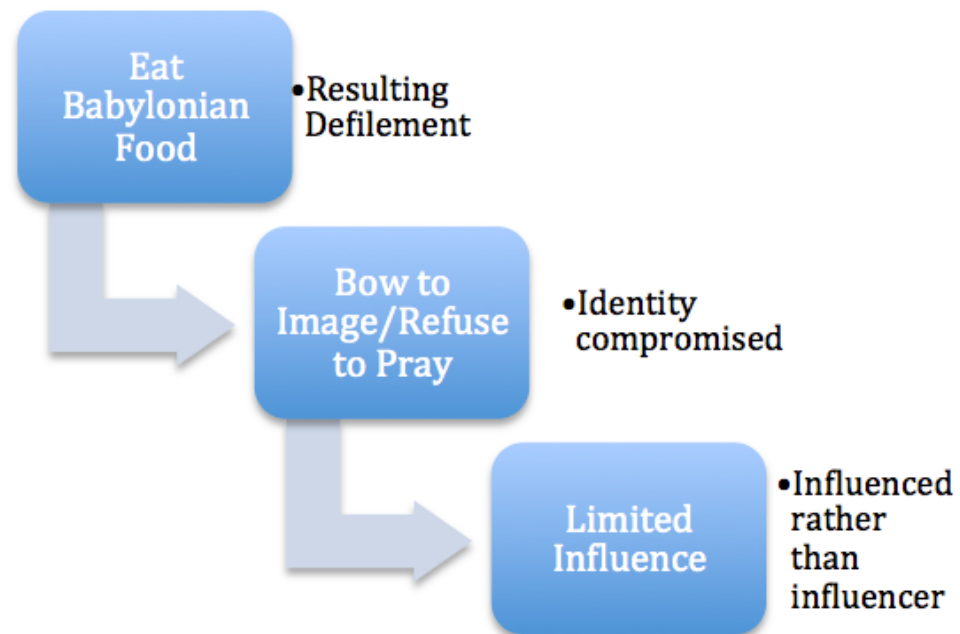 Eat
Babylonian
Food
•Resulting
Defilement
Bow to
Image/Refuse
to Pray
•Identity
compromised
Limited
Influence
•Influenced
rather
than
influencer